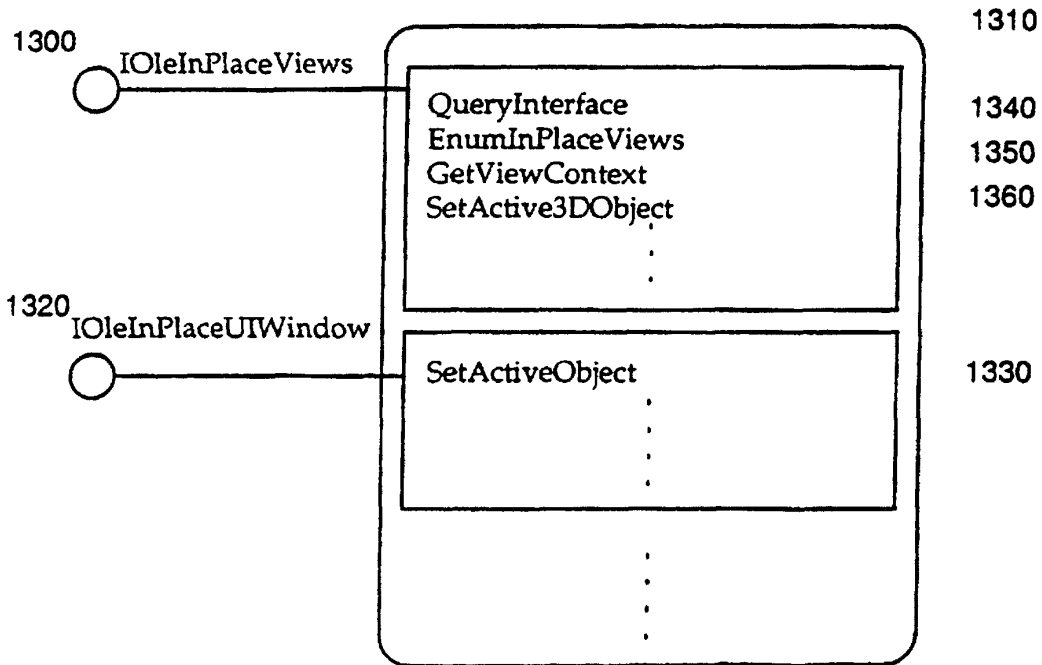 1310
1300
IOleInPlaceViews
QueryInterface 1340
EnumInPlaceViews 1350
GetViewContext
SetActive3DObject 1360
1320
IOleInPlaceUIWindow
SetActiveObject 1330